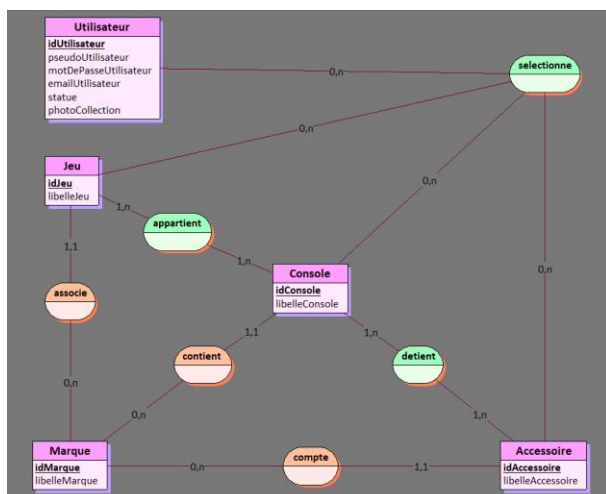 Utilisateur
idUtilisateur
pseudoUtilisateur
motDePasseUtilisateur
emailUtilisateur
statue
photoCollection
selectionne
0,n
0,n
0,n
Jeu
idJeu
libelleJeu
1,n
appartient
1,n
1,1
Console
idConsole
libelleConsole
0,n
associe
1,1
1,n
contient
detient
0,n
0,n
1,n
Marque
idMarque
libelleMarque
0,n
compte
1,1
Accessoire
idAccessoire
libelleAccessoire